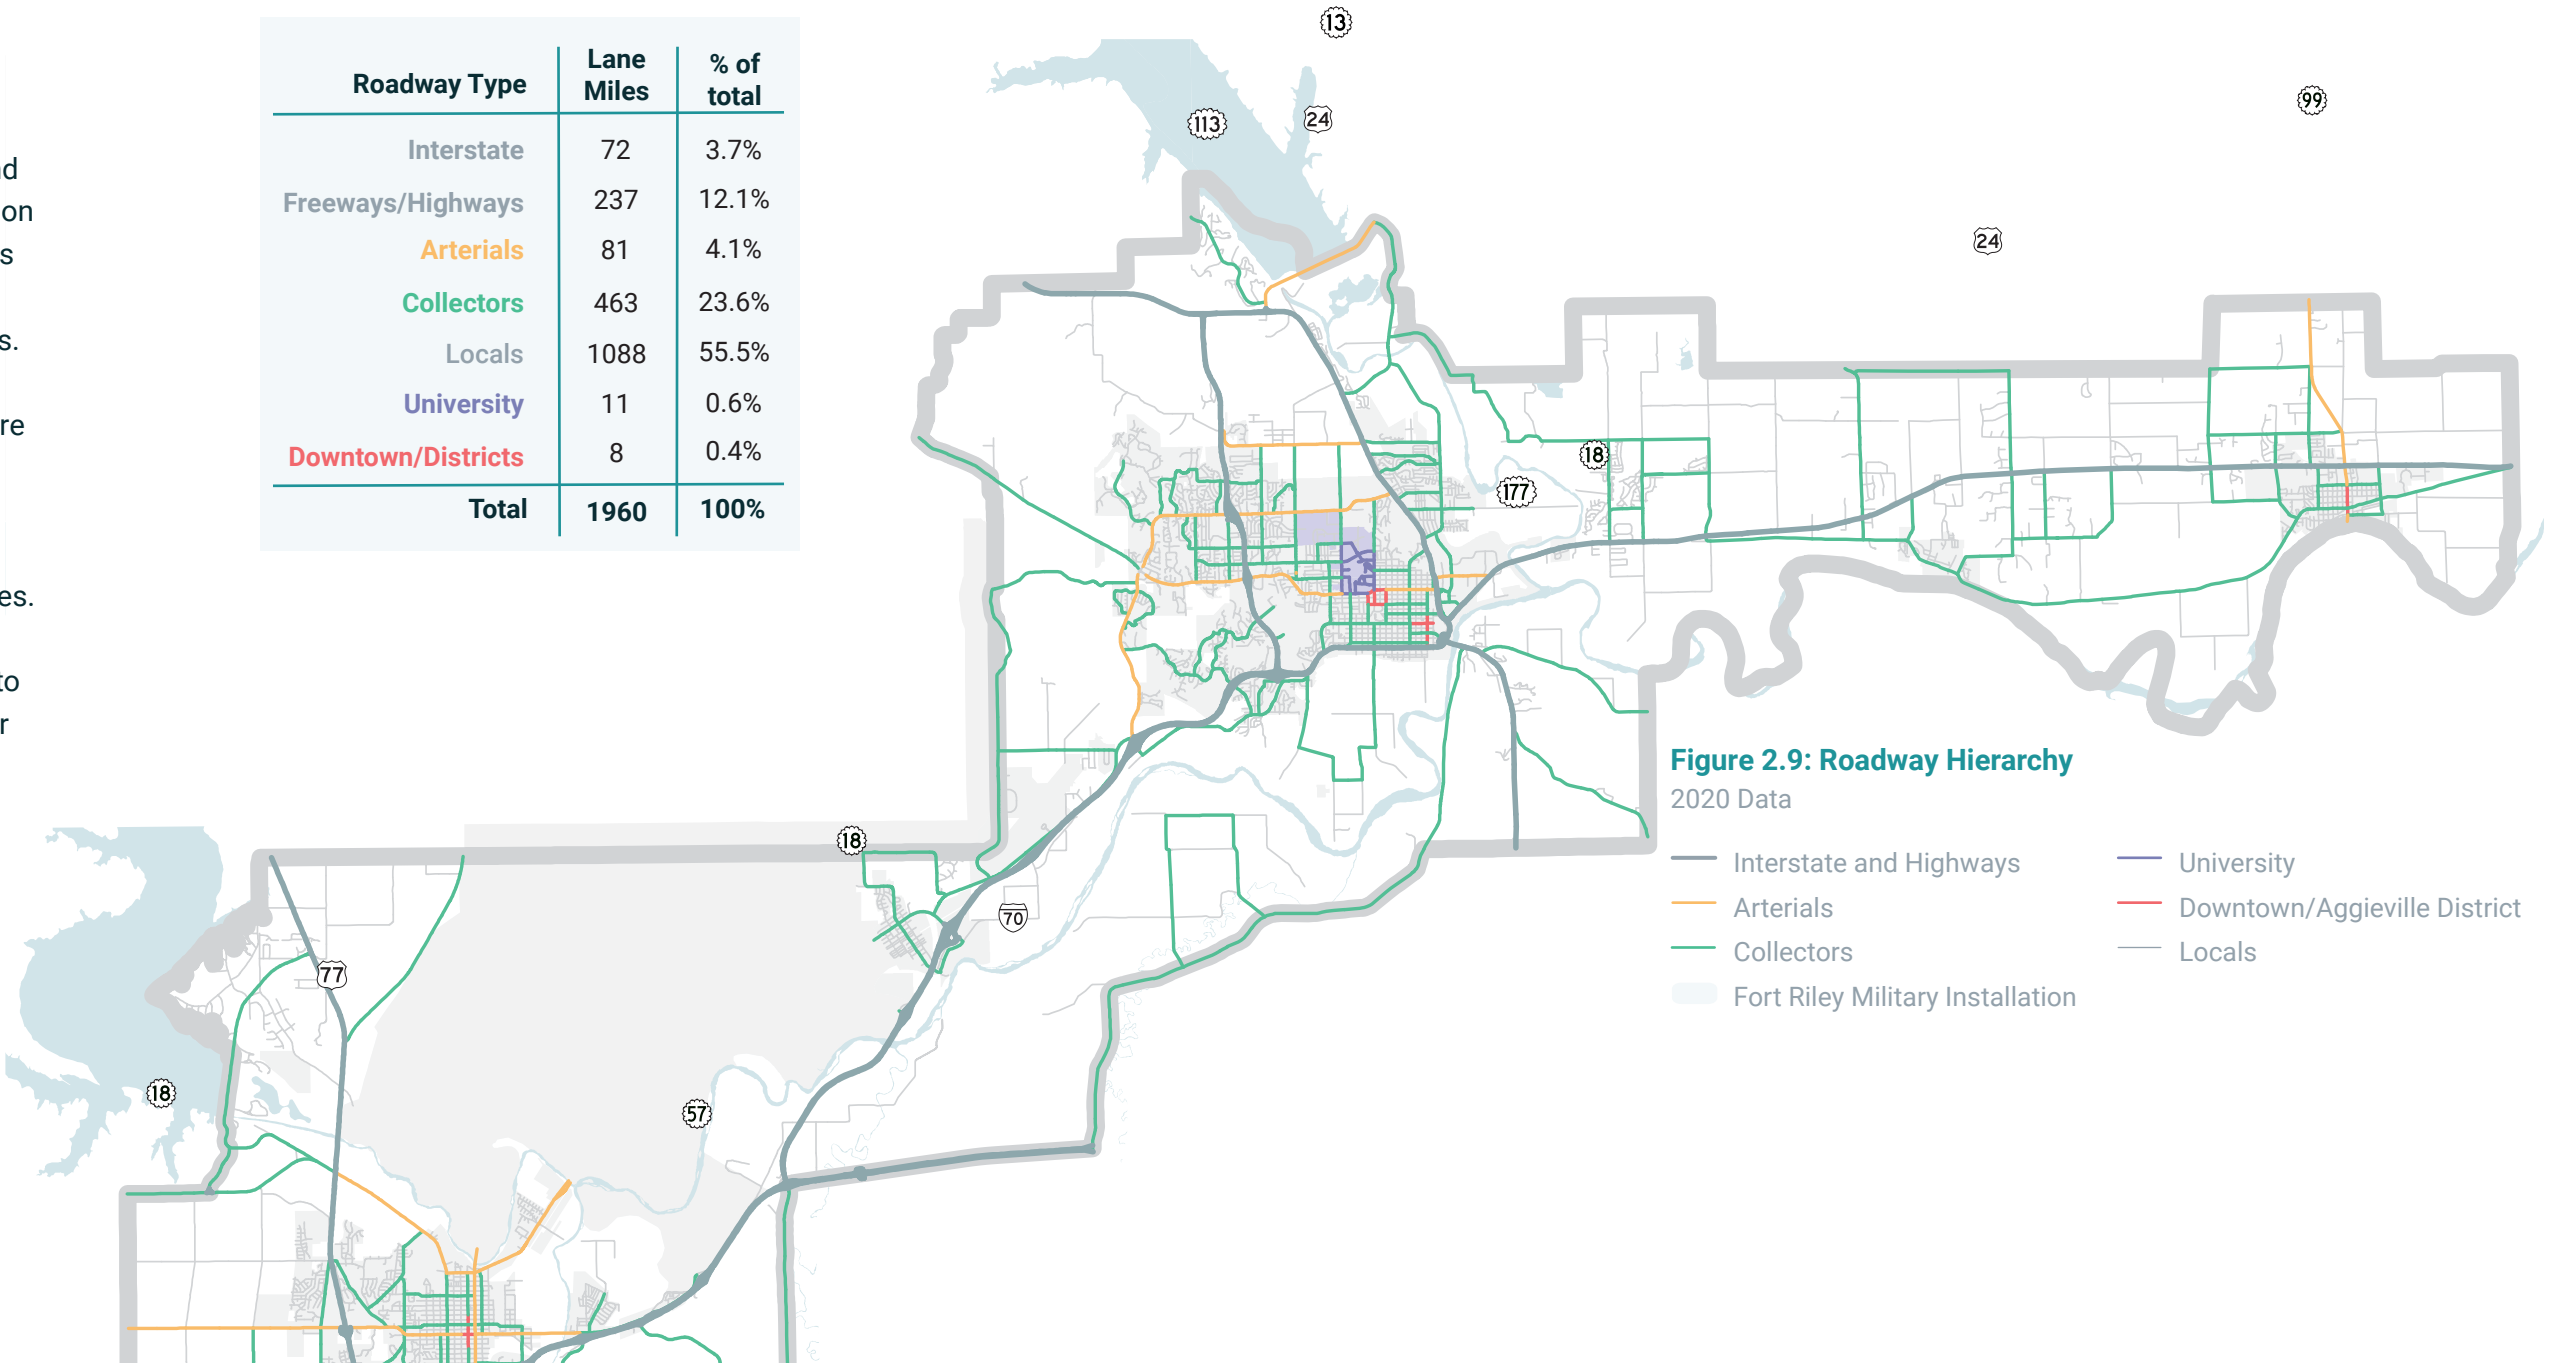 nd
on
s
s.
re
es.
to
r
Roadway Type | Lane Miles | % of total
Interstate 72 3.7%
Freeways/Highways 237 12.1%
Arterials 81 4.1%
Collectors 463 23.6%
Locals 1088 55.5%
University 11 0.6%
Downtown/Districts 8 0.4%
Total 1960 100%
13
113
24
99
24
18
177
18
70
77
18
57
Figure 2.9: Roadway Hierarchy
2020 Data
Interstate and Highways
Arterials
Collectors
Fort Riley Military Installation
University
Downtown/Aggieville District
Locals